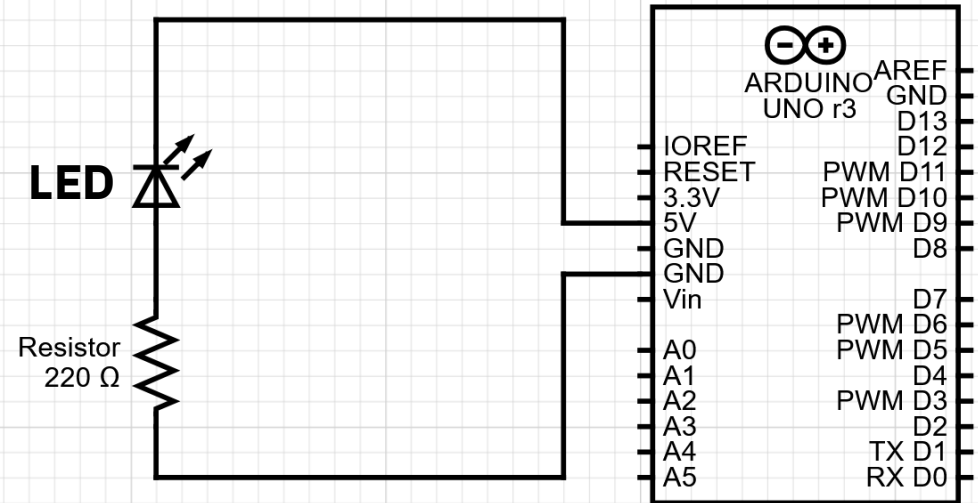 LED
Resistor
220 Ω
ARDUINO
UNO r3
IOREF
RESET
3.3V
5V
GND
GND
Vin
A0
A1
A2
A3
A4
A5
AREF
GND
D13
D12
PWM D11
PWM D10
PWM D9
D8
D7
PWM D6
PWM D5
D4
PWM D3
D2
TX D1
RX D0